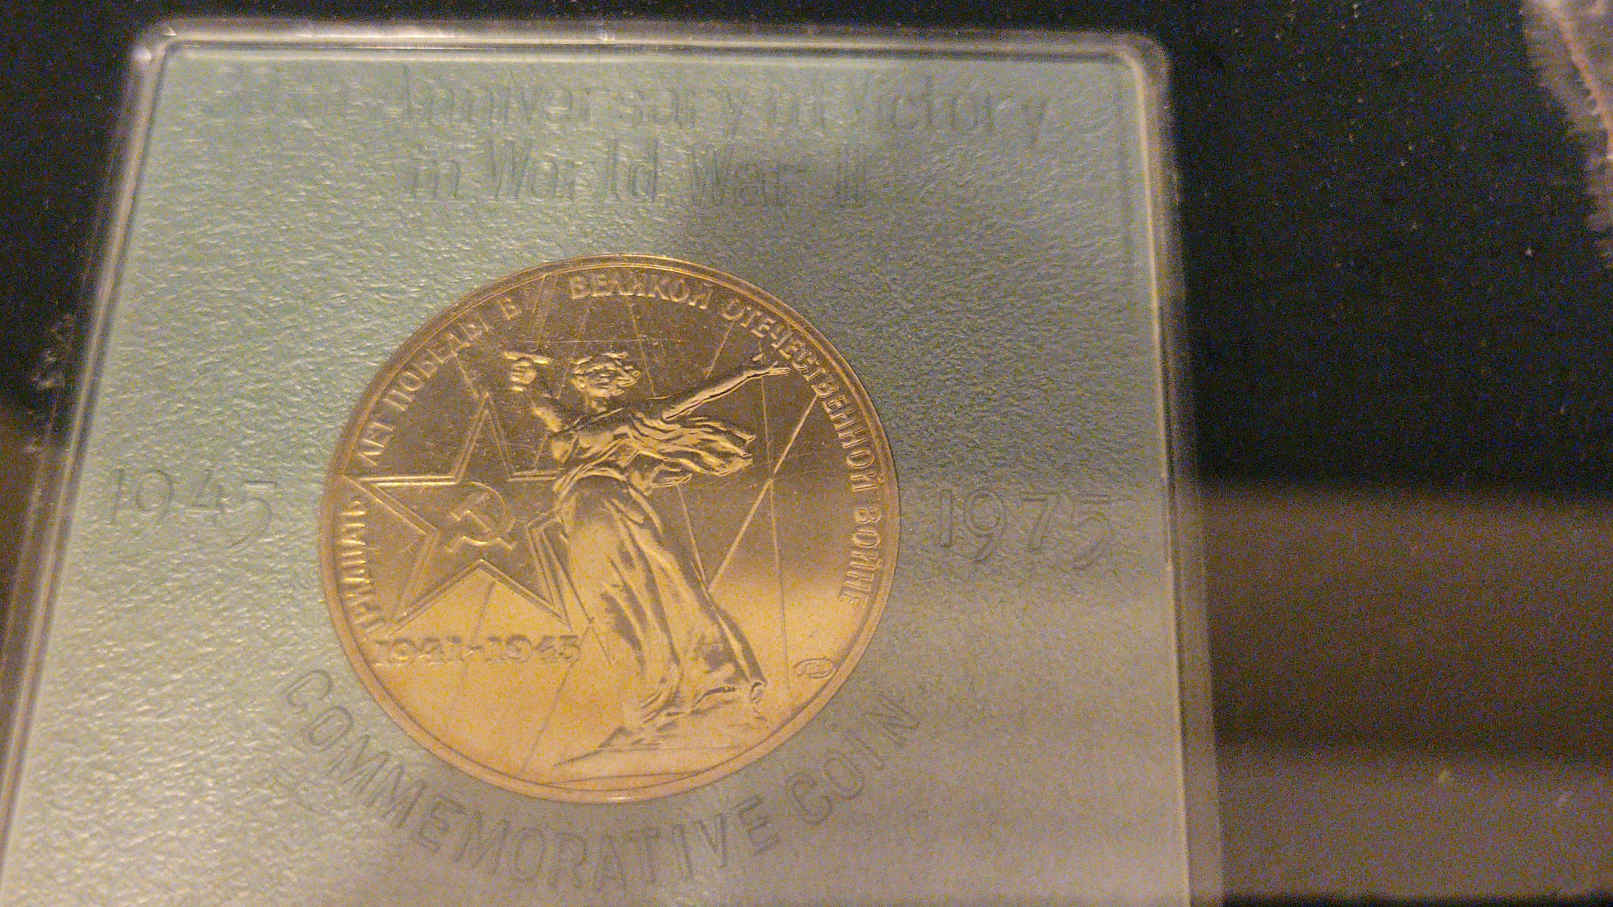 30th Anniversary of Victory
in World War II
ТРИДЦАТЬ ЛЕТ ПОБЕДЫ В ВЕЛИКОЙ ОТЕЧЕСТВЕННОЙ ВОЙНЕ
1945
1975
1941-1945
COMMEMORATIVE COIN